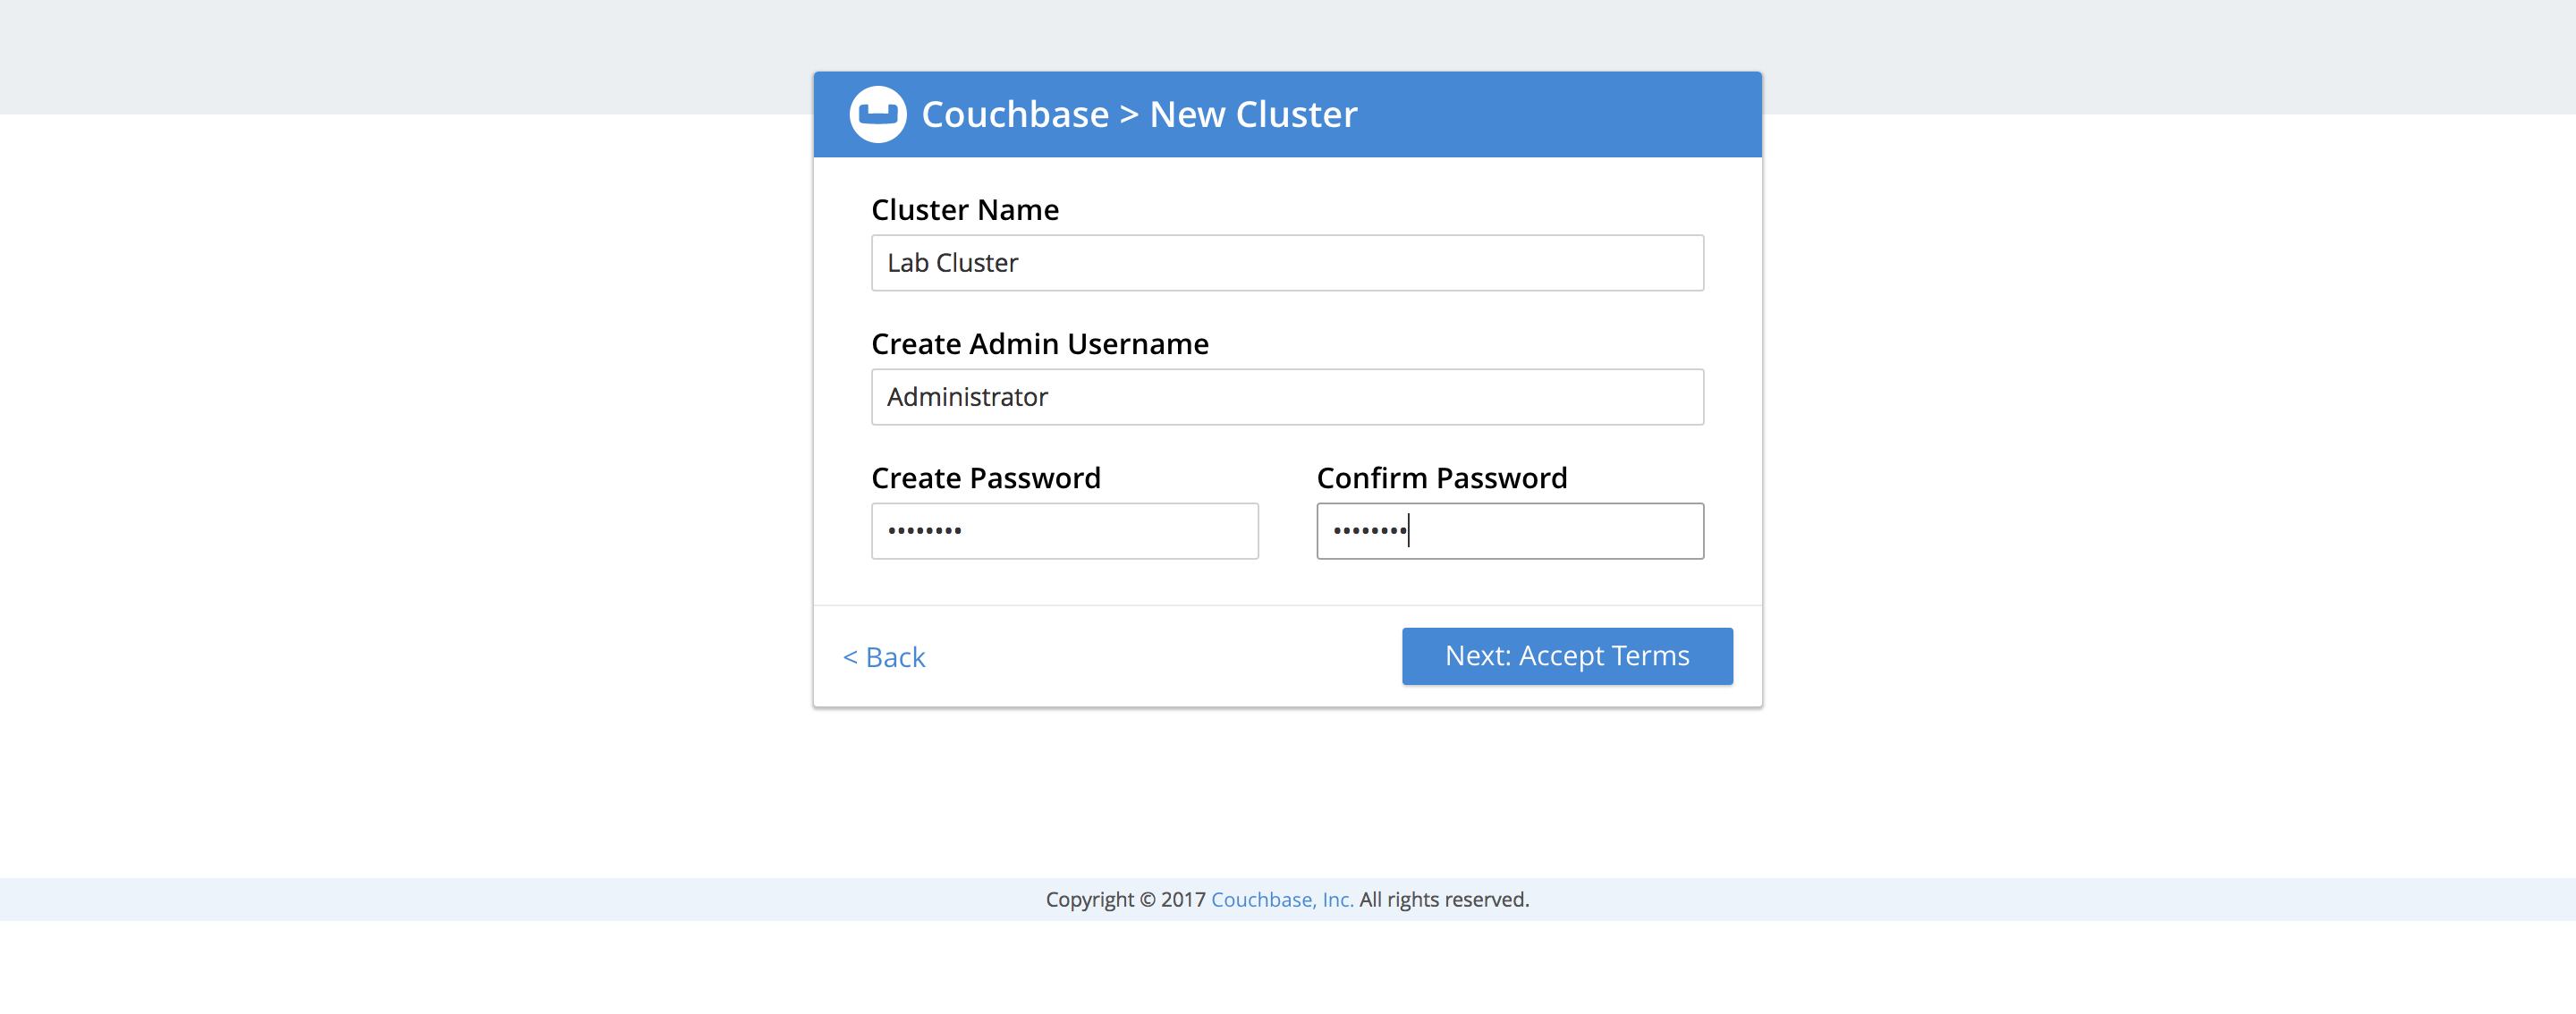 Couchbase > New Cluster
Cluster Name
Lab Cluster
Create Admin Username
Administrator
Create Password Confirm Password
•••••••• ••••••••
< Back Next: Accept Terms
Copyright © 2017 Couchbase, Inc. All rights reserved.